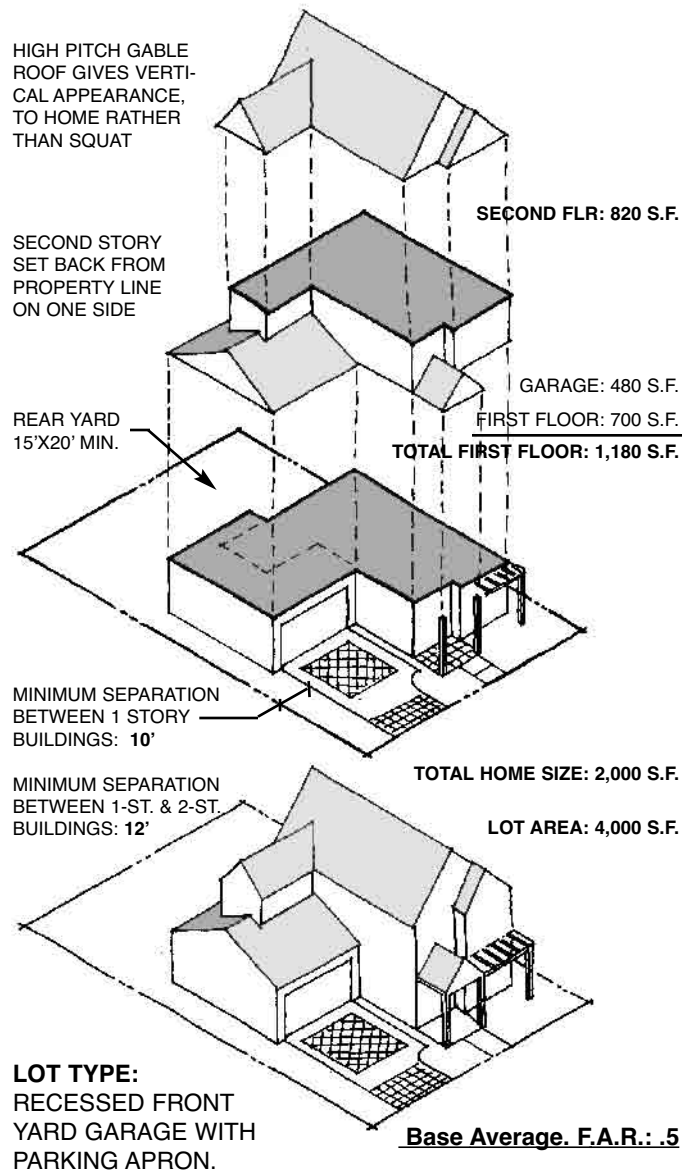 HIGH PITCH GABLE
ROOF GIVES VERTI-
CAL APPEARANCE,
TO HOME RATHER
THAN SQUAT
SECOND FLR: 820 S.F.
SECOND STORY
SET BACK FROM
PROPERTY LINE
ON ONE SIDE
GARAGE: 480 S.F.
FIRST FLOOR: 700 S.F.
TOTAL FIRST FLOOR: 1,180 S.F.
REAR YARD
15'X20' MIN.
MINIMUM SEPARATION
BETWEEN 1 STORY
BUILDINGS: 10'
MINIMUM SEPARATION
BETWEEN 1-ST. & 2-ST.
BUILDINGS: 12'
TOTAL HOME SIZE: 2,000 S.F.
LOT AREA: 4,000 S.F.
LOT TYPE:
RECESSED FRONT
YARD GARAGE WITH
PARKING APRON.
Base Average. F.A.R.: .5